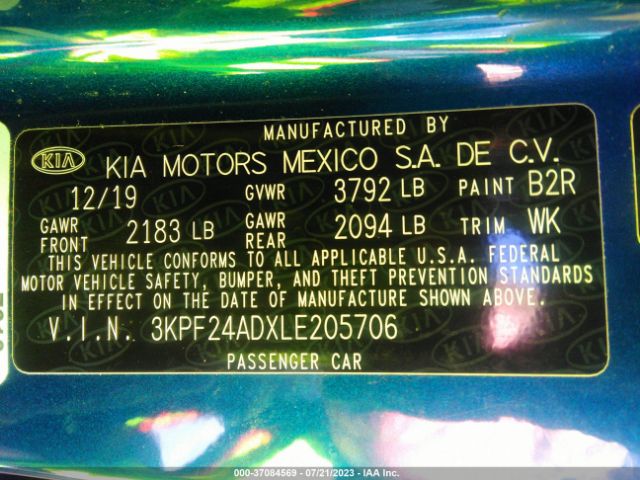 MANUFACTURED BY
KIA KIA MOTORS MEXICO S.A. DE C.V.
12/19 GVWR 3792 LB PAINT B2R
GAWR FRONT 2183 LB GAWR REAR 2094 LB TRIM WK
THIS VEHICLE CONFORMS TO ALL APPLICABLE U.S.A. FEDERAL
MOTOR VEHICLE SAFETY, BUMPER, AND THEFT PREVENTION STANDARDS
IN EFFECT ON THE DATE OF MANUFACTURE SHOWN ABOVE.
V.I.N. 3KPF24ADXLE205706
PASSENGER CAR
000-37084569 - 07/21/2023 - IAA Inc.